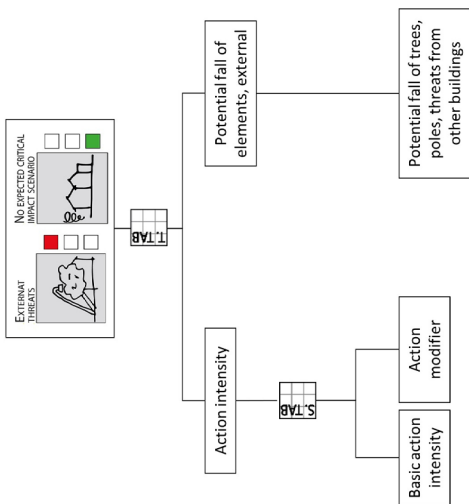 EXTERNAT
THREATS
NO EXPECTED CRITICAL
IMPACT SCENARIO
T. TAB
Action intensity
Potential fall of
elements, external
S. TAB
Basic action
intensity
Action
modifier
Potential fall of trees,
poles, threats from
other buildings